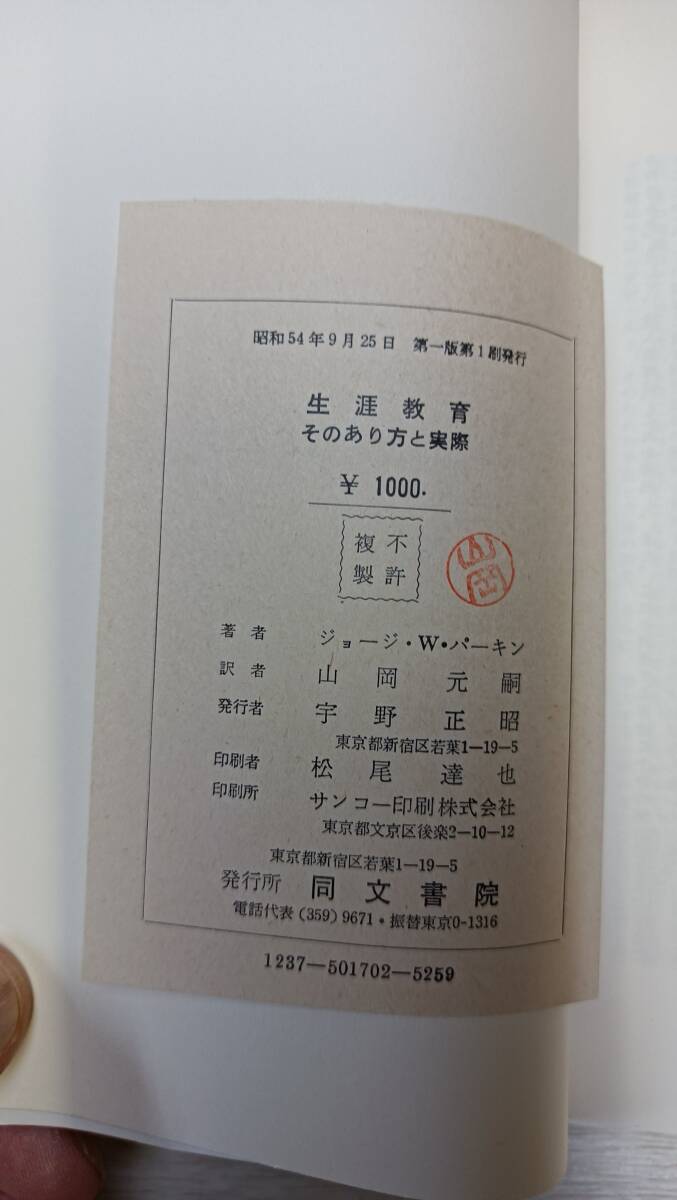 昭和54年9月25日 第一版第1刷発行
生涯教育
そのあり方と実際
¥ 1000.
不許
複製
山岡
著者 ジョージ・W・パーキン
訳者 山岡元嗣
発行者 宇野正昭
東京都新宿区若葉1—19—5
印刷者 松尾達也
印刷所 サンコー印刷株式会社
東京都文京区後楽2—10—12
東京都新宿区若葉1—19—5
発行所 同文書院
電話代表(359)9671・振替東京0-1316
1237—501702—5259